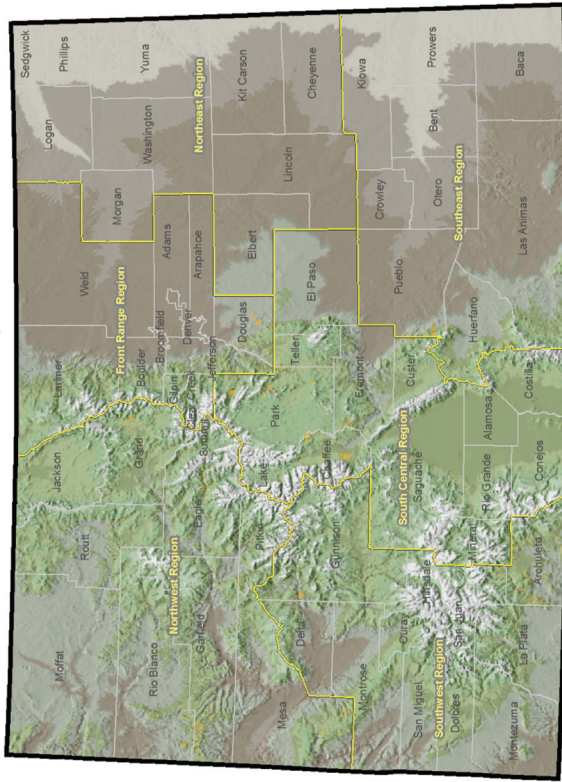 Sedgwick
Phillips
Logan
Yuma
Washington
Morgan
Northeast Region
Kit Carson
Cheyenne
Lincoln
Kiowa
Prowers
Bent
Baca
Crowley
Otero
Southeast Region
Las Animas
Pueblo
Huerfano
Weld
Adams
Arapahoe
Elbert
El Paso
Front Range Region
Broomfield
Denver
Douglas
Larimer
Boulder
Gilpin
Clear Creek
Jefferson
Teller
Fremont
Custer
Costilla
Park
Jackson
Grand
Summit
Lake
Chaffee
South Central Region
Saguache
Alamosa
Rio Grande
Conejos
Routt
Eagle
Pitkin
Gunnison
Mineral
Archuleta
Northwest Region
Moffat
Rio Blanco
Garfield
Mesa
Delta
Montrose
Ouray
Hinsdale
San Juan
San Miguel
Southwest Region
Dolores
La Plata
Montezuma